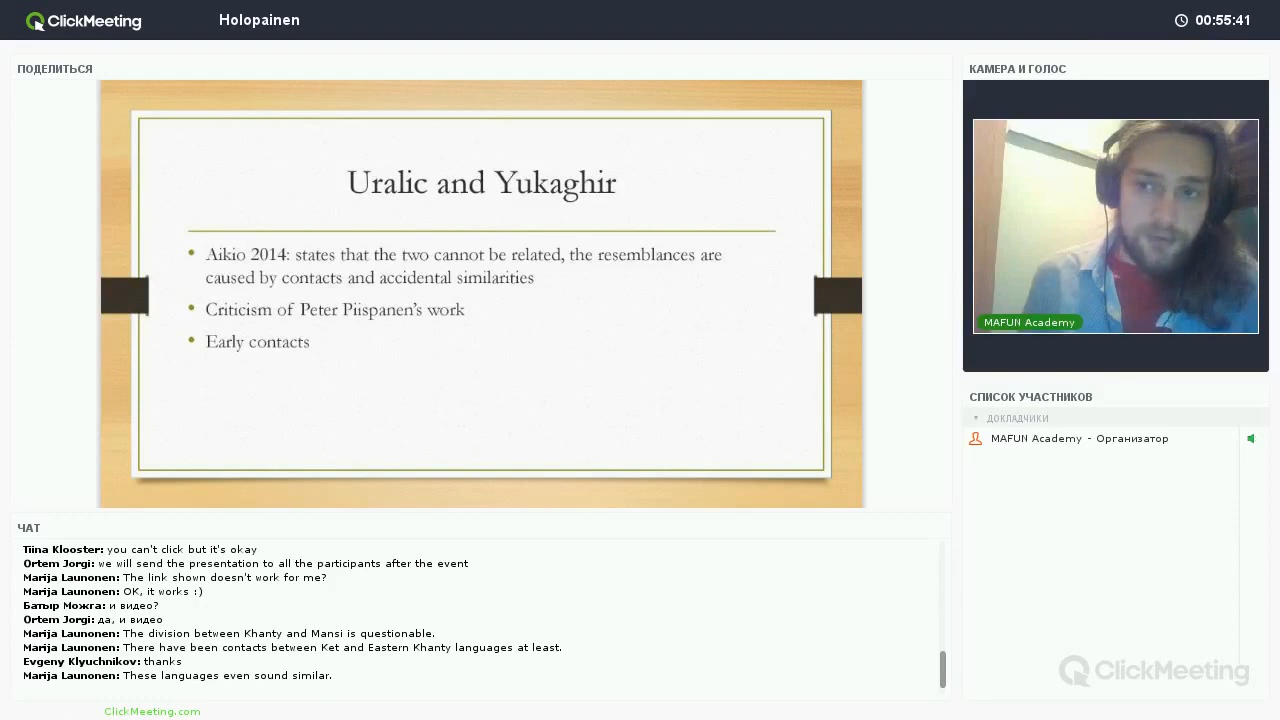 ClickMeeting
Holopainen
00:55:41
ПОДЕЛИТЬСЯ
Uralic and Yukaghir
• Aikio 2014: states that the two cannot be related, the resemblances are
caused by contacts and accidental similarities
• Criticism of Peter Piispanen's work
• Early contacts
КАМЕРА И ГОЛОС
MAFUN Academy
СПИСОК УЧАСТНИКОВ
ДОКЛАДЧИКИ
MAFUN Academy - Организатор
ЧАТ
Tiina Klooster: you can't click but it's okay
Ortem Jorgi: we will send the presentation to all the participants after the event
Marija Launonen: The link shown doesn't work for me?
Marija Launonen: OK, it works :)
Батыр Можга: и видео?
Ortem Jorgi: да, и видео
Marija Launonen: The division between Khanty and Mansi is questionable.
Marija Launonen: There have been contacts between Ket and Eastern Khanty languages at least.
Evgeny Klyuchnikov: thanks
Marija Launonen: These languages even sound similar.
ClickMeeting
ClickMeeting.com